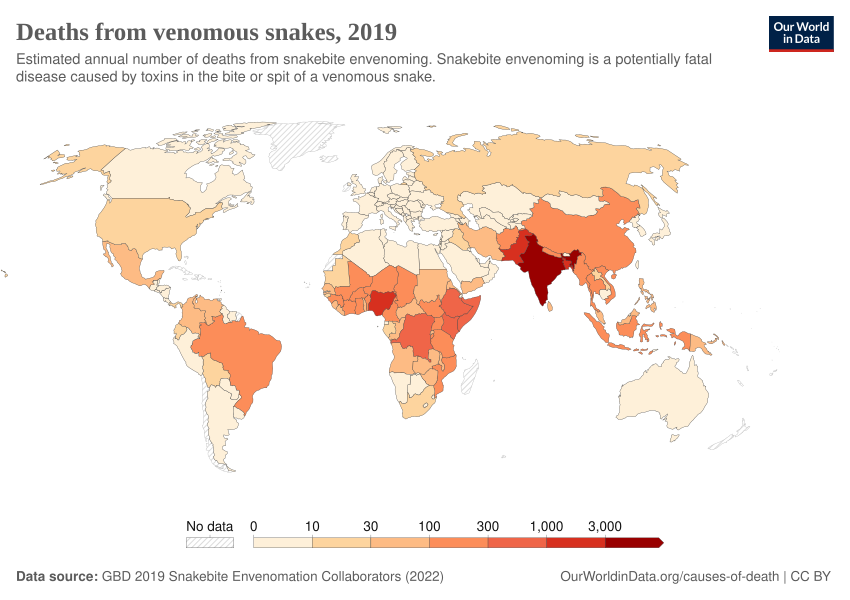 Deaths from venomous snakes, 2019
Our World
in Data
Estimated annual number of deaths from snakebite envenoming. Snakebite envenoming is a potentially fatal
disease caused by toxins in the bite or spit of a venomous snake.
No data
0
10
30
100
300
1,000
3,000
Data source: GBD 2019 Snakebite Envenomation Collaborators (2022)
OurWorldinData.org/causes-of-death | CC BY